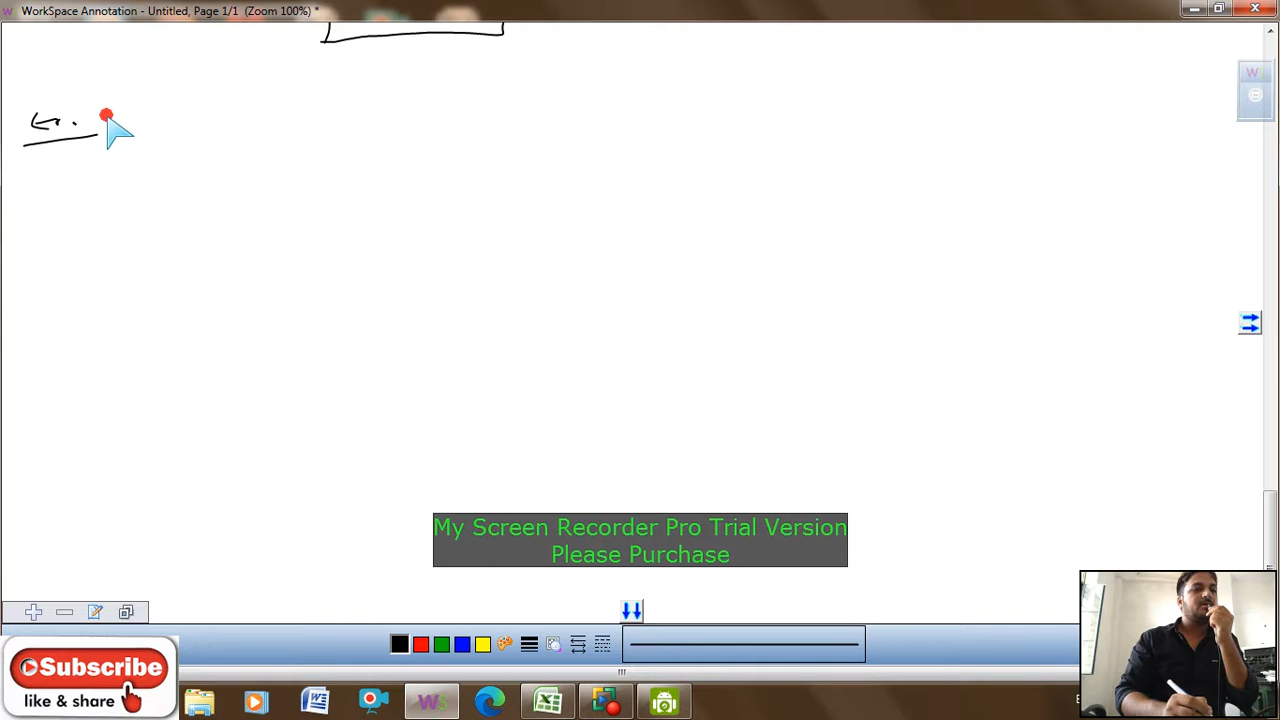 WorkSpace Annotation - Untitled, Page 1/1 (Zoom 100%) *
My Screen Recorder Pro Trial Version
Please Purchase
Subscribe
like & share